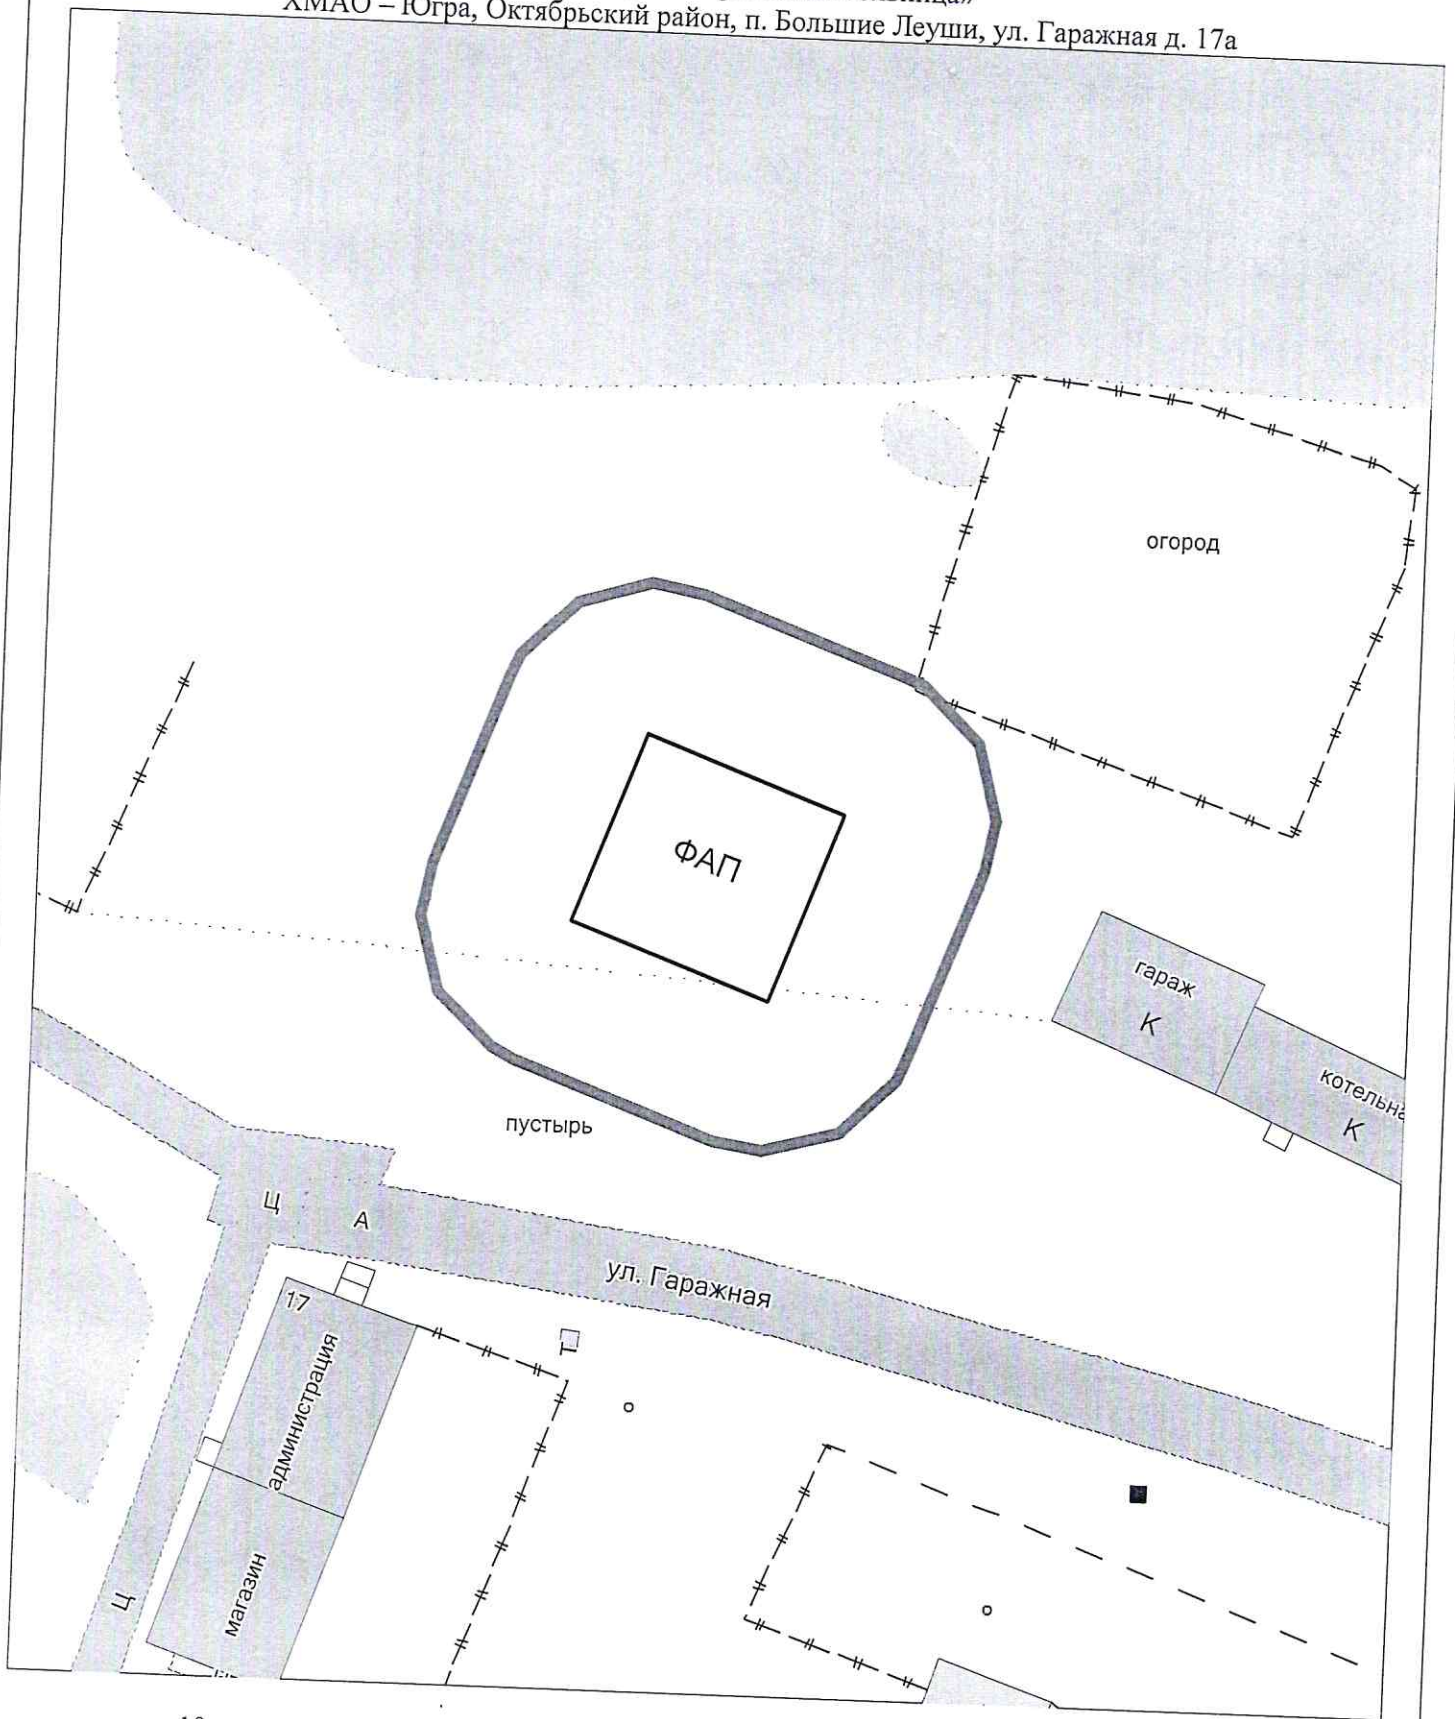 ХМАО – Югра, Октябрьский район, п. Большие Леуши, ул. Гаражная д. 17а
огород
ФАП
гараж
К
котельна
К
пустырь
Ц
А
ул. Гаражная
17
администрация
магазин
Ц